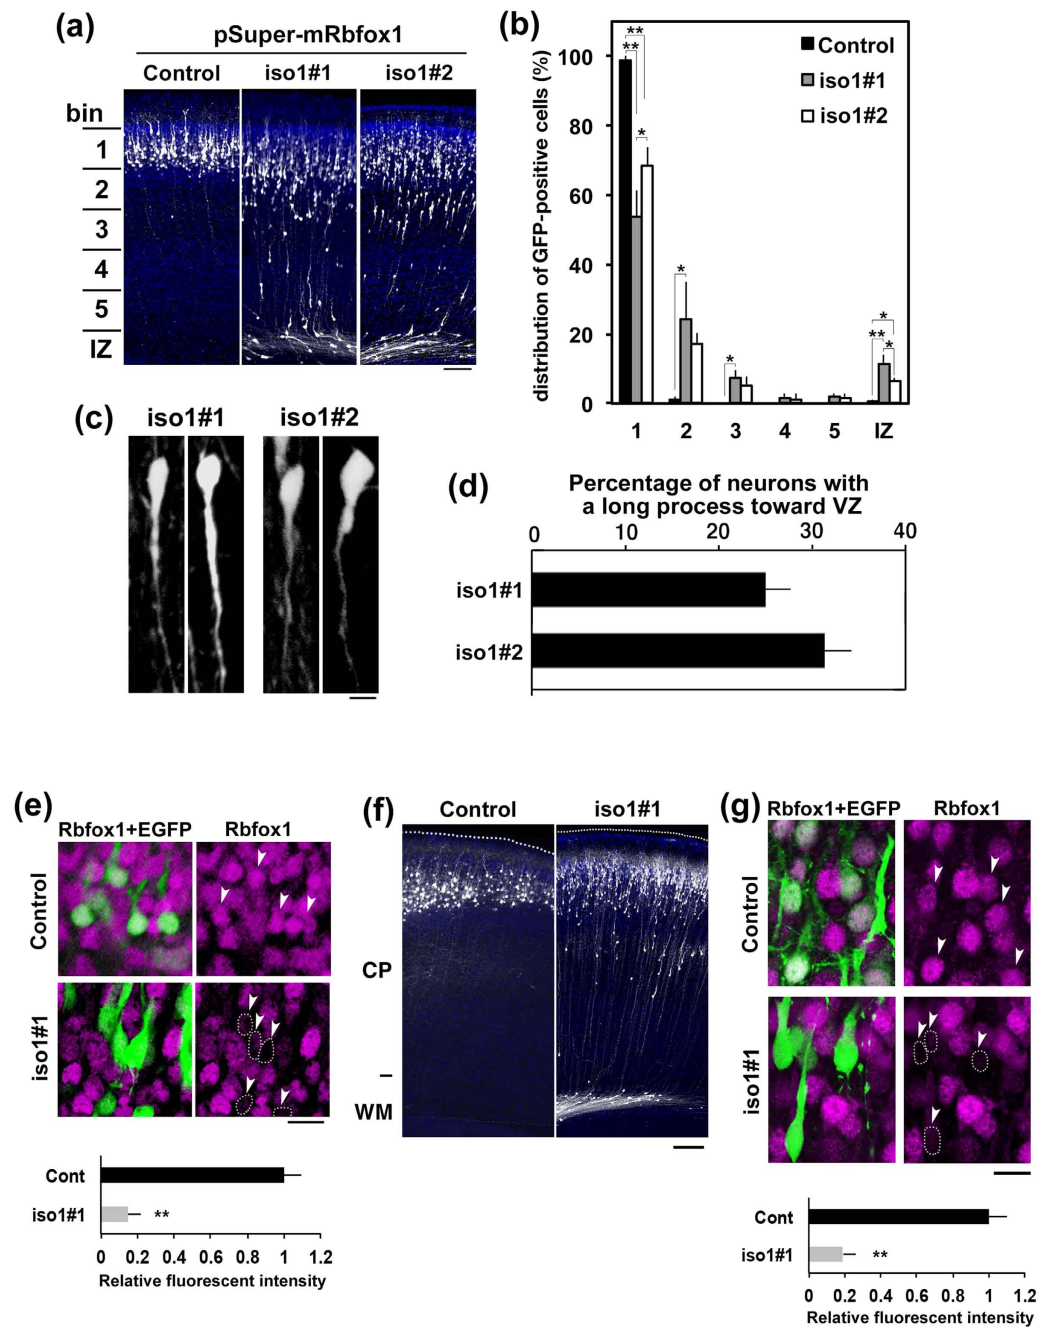 (a)
pSuper-mRbfox1
Control iso1#1 iso1#2
bin
1
2
3
4
5
IZ
(b)
distribution of GFP-positive cells (%)
100
80
60
40
20
0
Control
iso1#1
iso1#2
**
**
*
*
*
*
**
*
1 2 3 4 5 IZ
(c)
iso1#1 iso1#2
(d)
Percentage of neurons with
a long process toward VZ
0 10 20 30 40
iso1#1
iso1#2
(e)
Rbfox1+EGFP Rbfox1
Control
iso1#1
Cont
iso1#1
**
0 0.2 0.4 0.6 0.8 1 1.2
Relative fluorescent intensity
(f)
Control iso1#1
CP
–
WM
(g)
Rbfox1+EGFP Rbfox1
Control
iso1#1
Cont
iso1#1
**
0 0.2 0.4 0.6 0.8 1 1.2
Relative fluorescent intensity